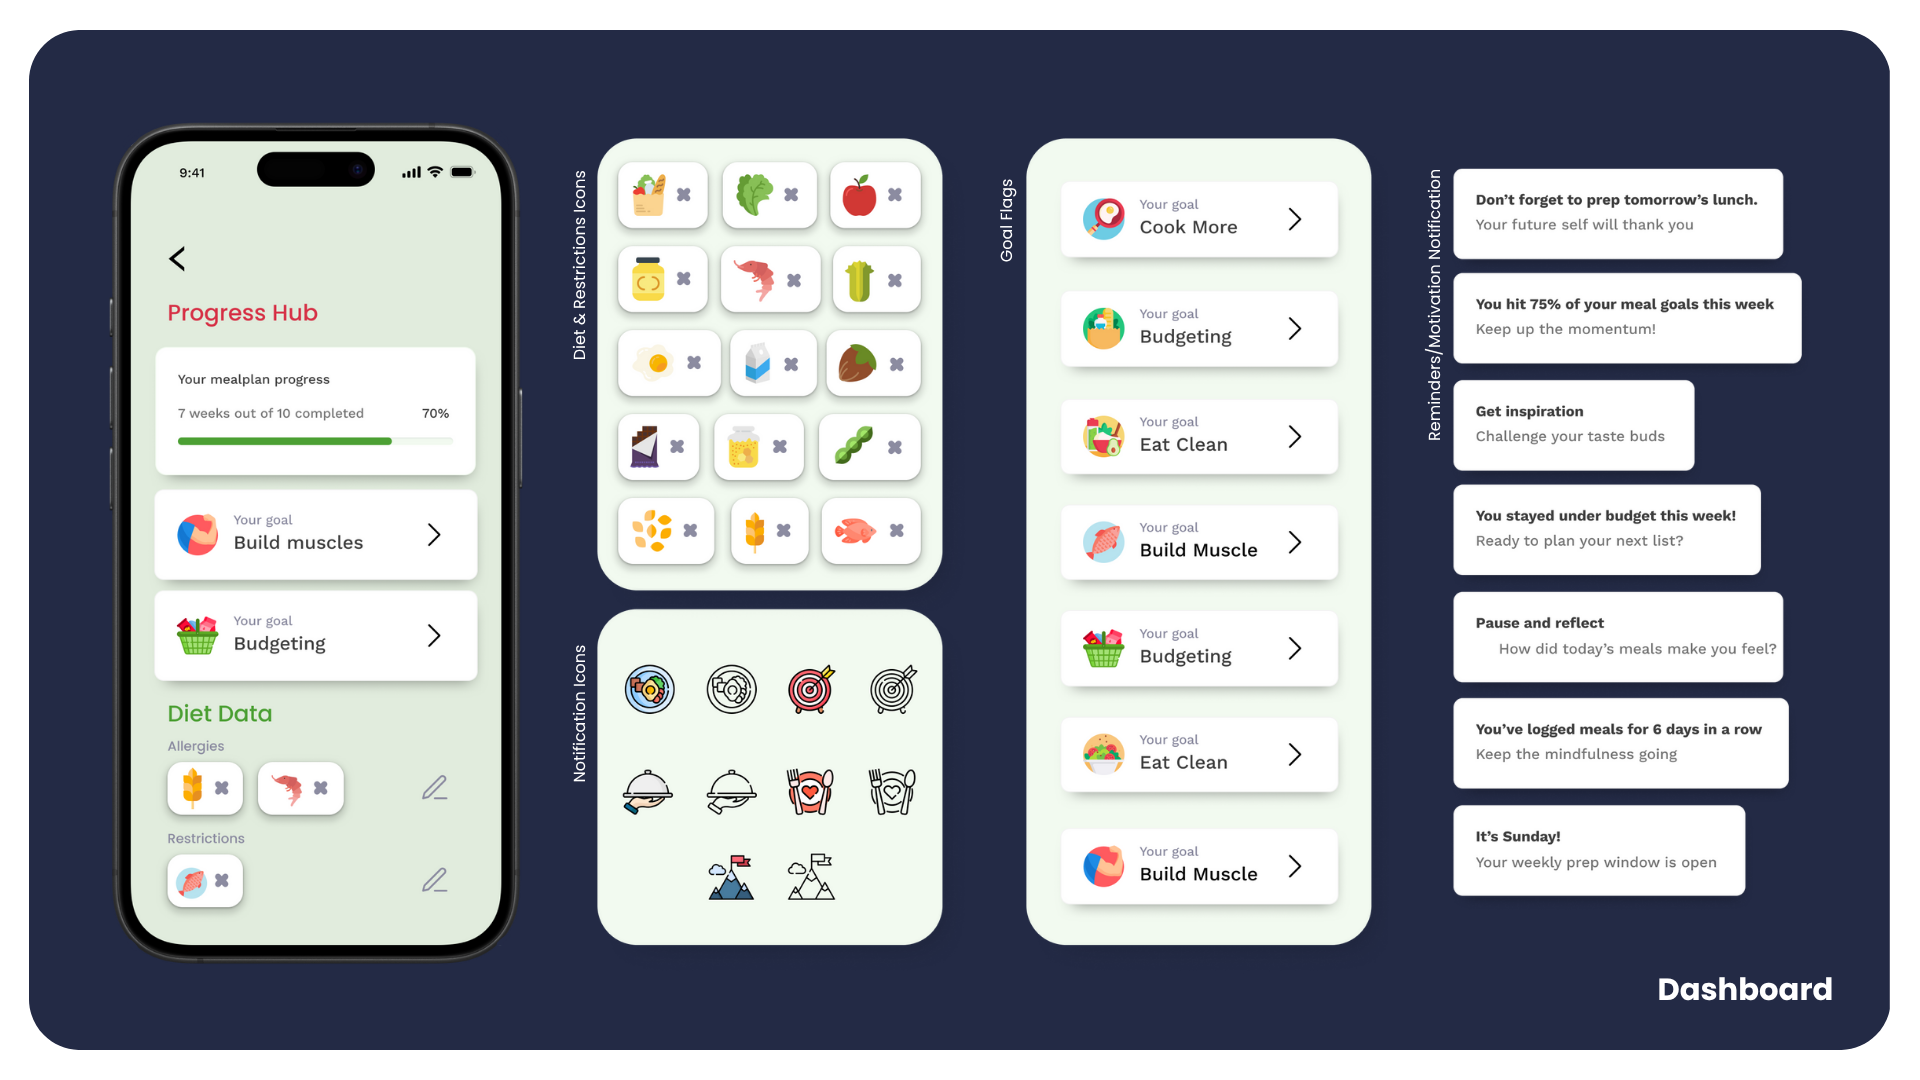 9:41
Progress Hub
Your mealplan progress
7 weeks out of 10 completed 70%
Your goal
Build muscles
Your goal
Budgeting
Diet Data
Allergies
Restrictions
Diet & Restrictions Icons
Notification Icons
Goal Flags
Your goal
Cook More
Your goal
Budgeting
Your goal
Eat Clean
Your goal
Build Muscle
Your goal
Budgeting
Your goal
Eat Clean
Your goal
Build Muscle
Reminders/Motivation Notification
Don't forget to prep tomorrow's lunch.
Your future self will thank you
You hit 75% of your meal goals this week
Keep up the momentum!
Get inspiration
Challenge your taste buds
You stayed under budget this week!
Ready to plan your next list?
Pause and reflect
How did today's meals make you feel?
You've logged meals for 6 days in a row
Keep the mindfulness going
It's Sunday!
Your weekly prep window is open
Dashboard